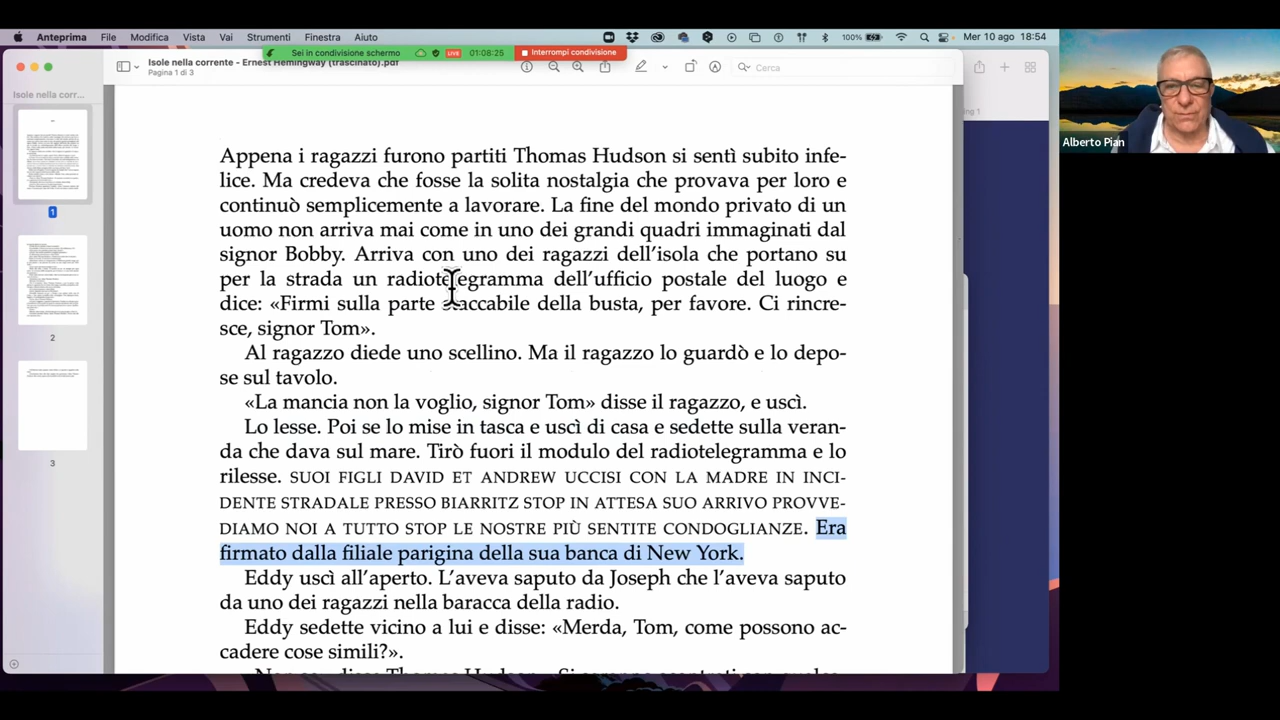 Anteprima File Modifica Vista Vai Strumenti Finestra Aiuto 100% Mer 10 ago 18:54
Sei in condivisione schermo LIVE 01:08:25 Interrompi condivisione
Isole nella corr...
Isole nella corrente - Ernest Hemingway (trascinato).pdf
Pagina 1 di 3
Cerca
1
2
3
Alberto Pian
Appena i ragazzi furono partiti Thomas Hudson si sentì subito infe-
lice. Ma credeva che fosse la solita nostalgia che provava per loro e
continuò semplicemente a lavorare. La fine del mondo privato di un
uomo non arriva mai come in uno dei grandi quadri immaginati dal
signor Bobby. Arriva con uno dei ragazzi dell'isola che portano su
per la strada un radiotelegramma dell'ufficio postale del luogo e
dice: «Firmi sulla parte della busta, per favore. Ci rincre-
sce, signor Tom».
Al ragazzo diede uno scellino. Ma il ragazzo lo guardò e lo depo-
se sul tavolo.
«La mancia non la voglio, signor Tom» disse il ragazzo, e uscì.
Lo lesse. Poi se lo mise in tasca e uscì di casa e sedette sulla veran-
da che dava sul mare. Tirò fuori il modulo del radiotelegramma e lo
rilesse. SUOI FIGLI DAVID ET ANDREW UCCISI CON LA MADRE IN INCI-
DENTE STRADALE PRESSO BIARRITZ STOP IN ATTESA SUO ARRIVO PROVVE-
DIAMO NOI A TUTTO STOP LE NOSTRE PIÙ SENTITE CONDOGLIANZE. Era
firmato dalla filiale parigina della sua banca di New York.
Eddy uscì all'aperto. L'aveva saputo da Joseph che l'aveva saputo
da uno dei ragazzi nella baracca della radio.
Eddy sedette vicino a lui e disse: «Merda, Tom, come possono ac-
cadere cose simili?».